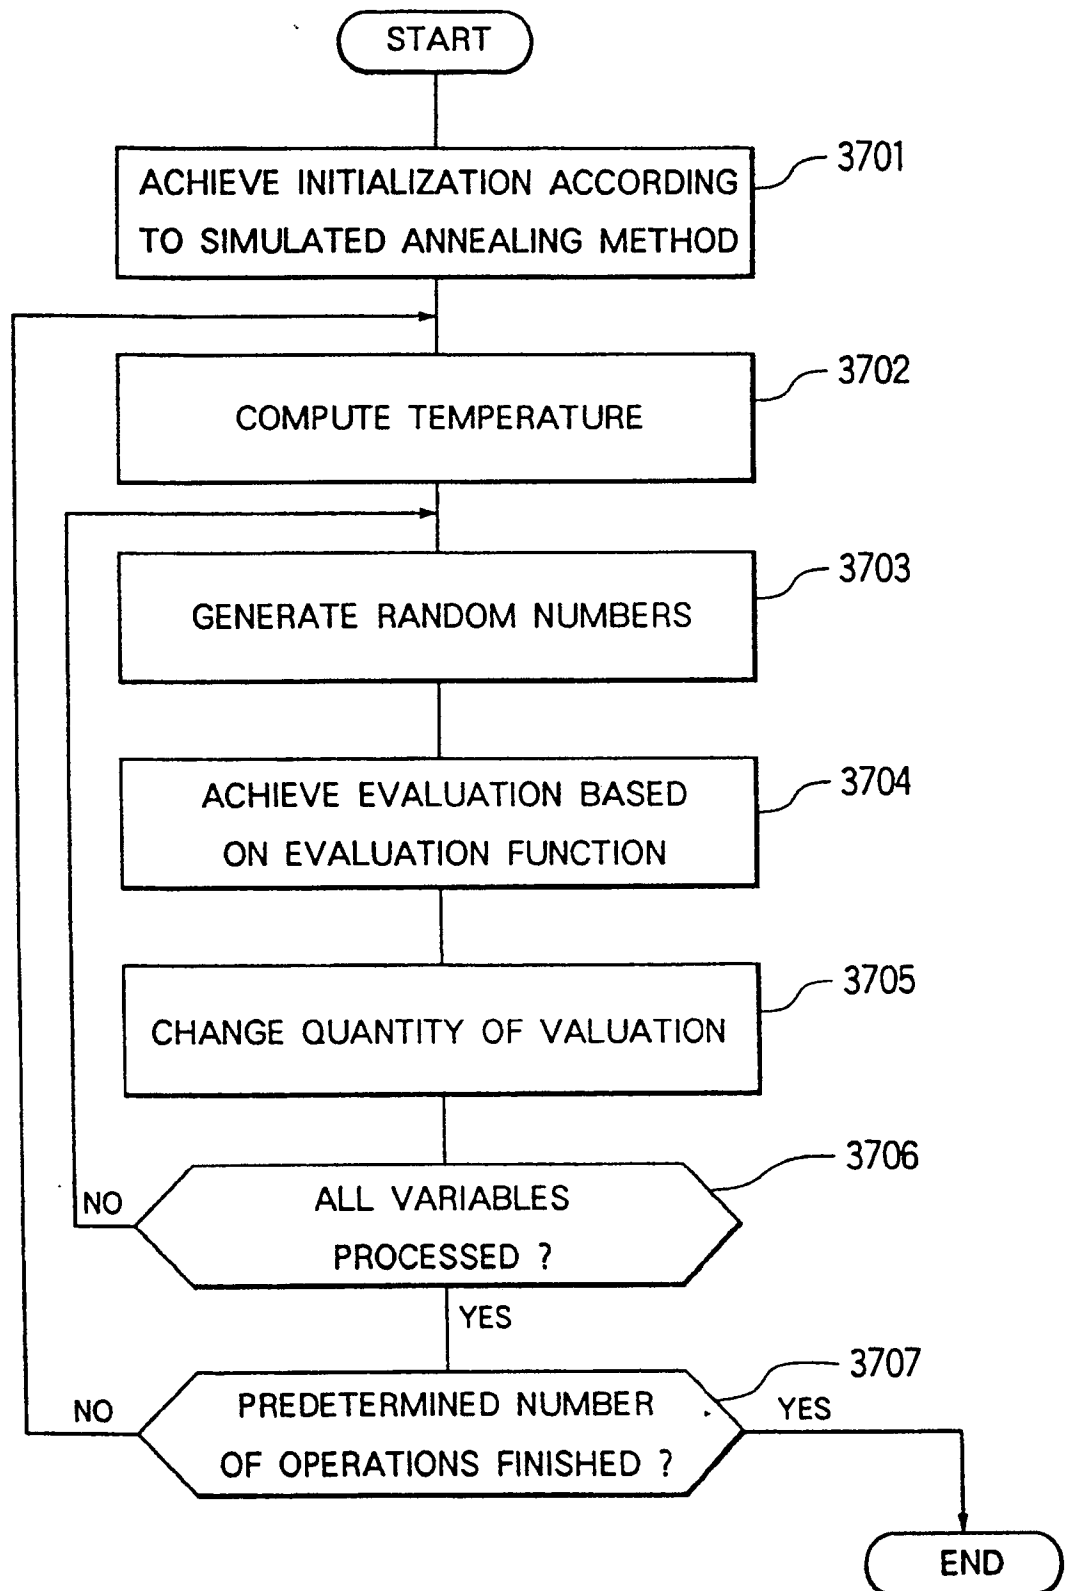 START
3701
ACHIEVE INITIALIZATION ACCORDING
TO SIMULATED ANNEALING METHOD
3702
COMPUTE TEMPERATURE
3703
GENERATE RANDOM NUMBERS
3704
ACHIEVE EVALUATION BASED
ON EVALUATION FUNCTION
3705
CHANGE QUANTITY OF VALUATION
3706
NO
ALL VARIABLES
PROCESSED ?
YES
3707
NO
PREDETERMINED NUMBER
YES
OF OPERATIONS FINISHED ?
END